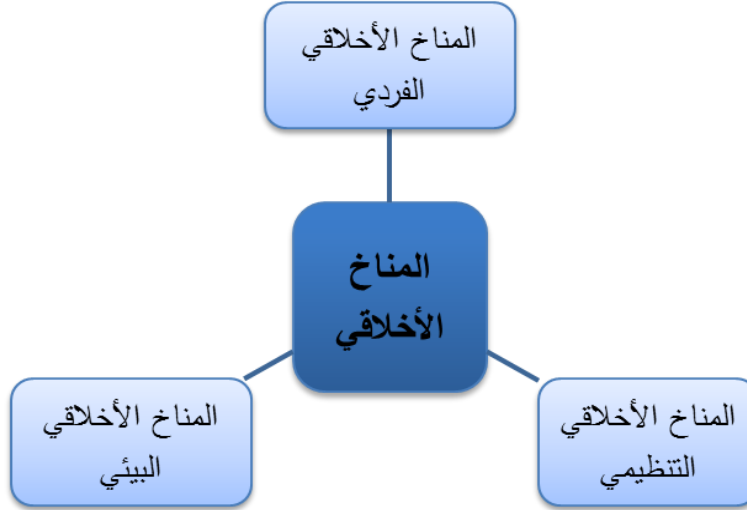 المناخ الأخلاقي
الفردي
المناخ
الأخلاقي
المناخ الأخلاقي
التنظيمي
المناخ الأخلاقي
البيئي